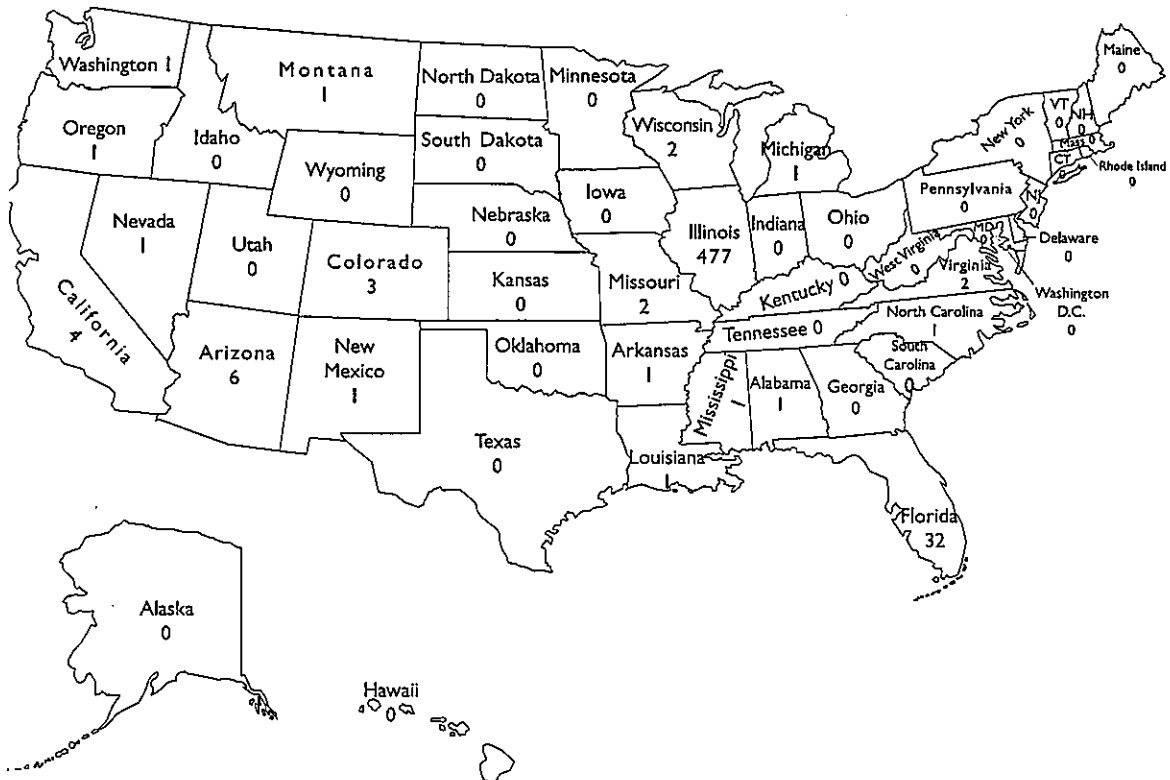 Washington 1
Montana
1
North Dakota
0
Minnesota
0
Maine
0
Oregon
1
Idaho
0
South Dakota
0
Wisconsin
2
Michigan
1
New York
0
VT
0
NH
0
Mass 0
CT
0
Rhode Island
0
Wyoming
0
Iowa
0
Pennsylvania
0
NJ
0
Nevada
1
Utah
0
Colorado
3
Nebraska
0
Illinois
477
Indiana
0
Ohio
0
MD
0
Delaware
0
West Virginia
0
Virginia
2
Washington
D.C.
0
California
4
Kansas
0
Missouri
2
Kentucky 0
North Carolina
1
Tennessee 0
South
Carolina
0
Arizona
6
New
Mexico
1
Oklahoma
0
Arkansas
1
Mississippi
1
Alabama
1
Georgia
0
Texas
0
Louisiana
1
Florida
32
Alaska
0
Hawaii
0